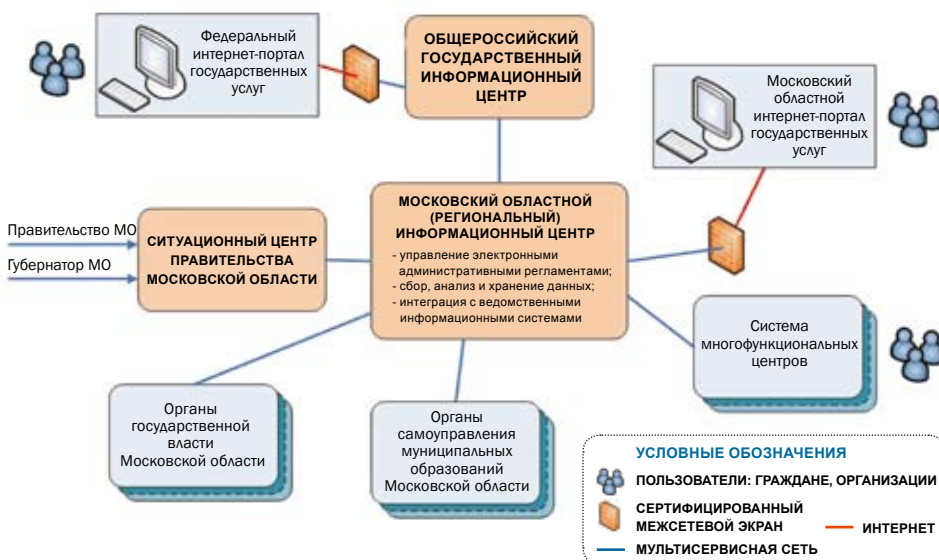 Федеральный
интернет-портал
государственных
услуг
ОБЩЕРОССИЙСКИЙ
ГОСУДАРСТВЕННЫЙ
ИНФОРМАЦИОННЫЙ
ЦЕНТР
Московский
областной
интернет-портал
государственных
услуг
Правительство МО
Губернатор МО
СИТУАЦИОННЫЙ ЦЕНТР
ПРАВИТЕЛЬСТВА
МОСКОВСКОЙ ОБЛАСТИ
МОСКОВСКИЙ ОБЛАСТНОЙ
(РЕГИОНАЛЬНЫЙ)
ИНФОРМАЦИОННЫЙ ЦЕНТР
- управление электронными
административными регламентами;
- сбор, анализ и хранение данных;
- интеграция с ведомственными
информационными системами
Система
многофункциональных
центров
Органы
государственной
власти
Московской области
Органы
самоуправления
муниципальных
образований
Московской области
УСЛОВНЫЕ ОБОЗНАЧЕНИЯ
ПОЛЬЗОВАТЕЛИ: ГРАЖДАНЕ, ОРГАНИЗАЦИИ
СЕРТИФИЦИРОВАННЫЙ
МЕЖСЕТЕВОЙ ЭКРАН
ИНТЕРНЕТ
МУЛЬТИСЕРВИСНАЯ СЕТЬ